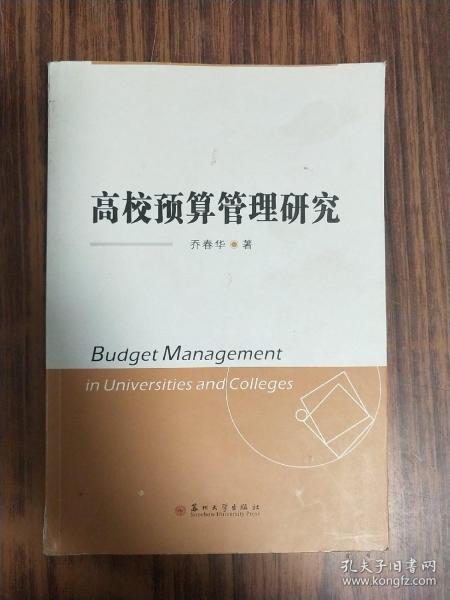 高校预算管理研究
乔春华 著
Budget Management
in Universities and Colleges
苏州大学出版社
Soochow University Press
孔夫子旧书网
www.kongfz.com